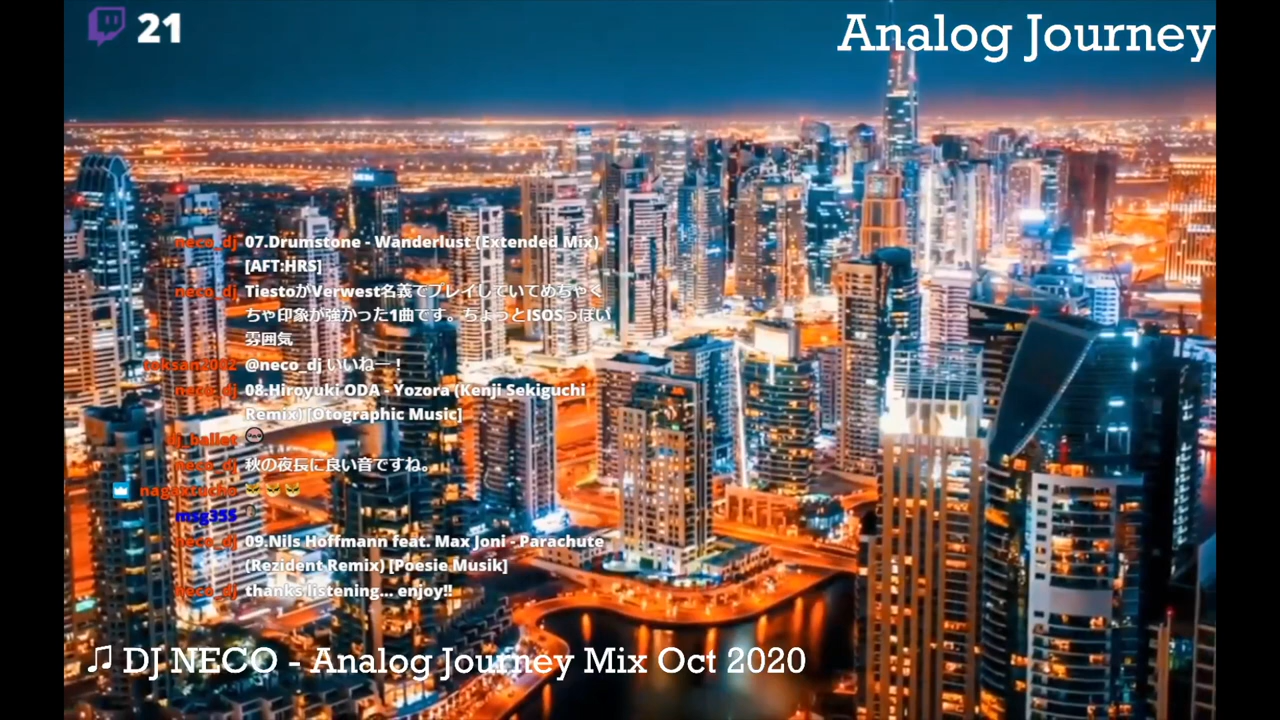 21
Analog Journey
neco_dj 07.Drumstone - Wanderlust (Extended Mix)
[AFT:HRS]
neco_dj TiestoがVerwest名義でプレイしていてめちゃく
ちゃ印象が強かった1曲です。ちょっとISOSっぽい
雰囲気
toksan2002 @neco_dj いいねー！
neco_dj 08.Hiroyuki ODA - Yozora (Kenji Sekiguchi
Remix) [Otographic Music]
dj_ballet
neco_dj 秋の夜長に良い音ですね。
nagoxtucho
msg355
neco_dj 09.Nils Hoffmann feat. Max Joni - Parachute
(Rezident Remix) [Poesie Musik]
neco_dj thanks listening... enjoy!!
♫ DJ NECO - Analog Journey Mix Oct 2020